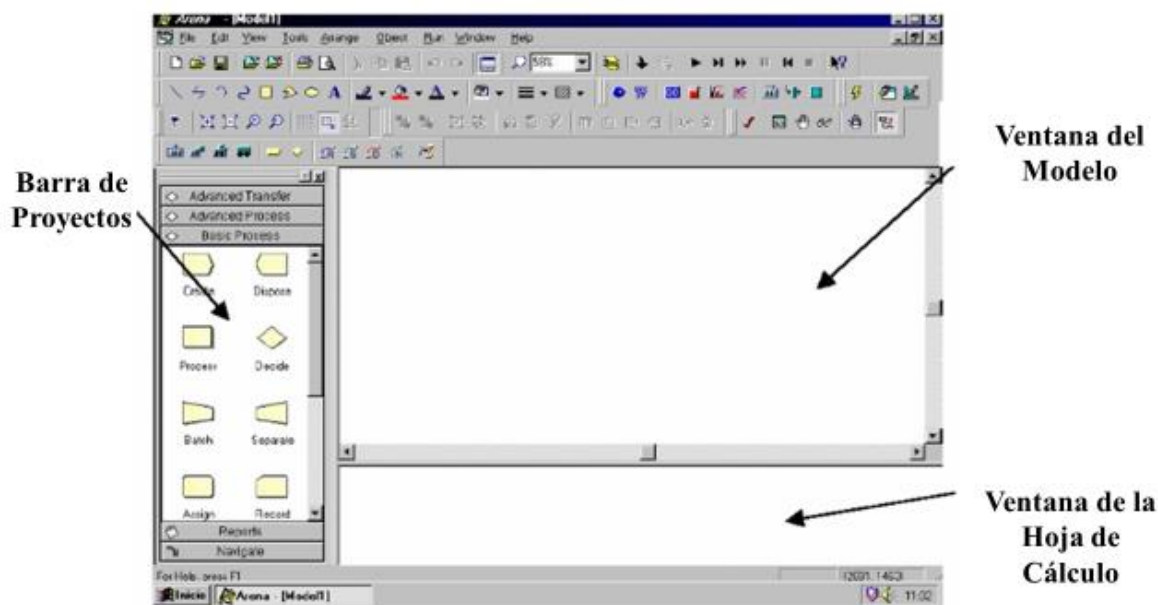 Arena - [Model1]
File Edit View Tools Arrange Object Run Window Help
58%
Ventana del
Modelo
Barra de
Proyectos
Advanced Transfer
Advanced Process
Basic Process
Create Dispose
Process Decide
Batch Separate
Assign Record
Reports
Navigate
Ventana de la
Hoja de
Cálculo
For Help, press F1
Inicio Arena - [Model1] 11:02